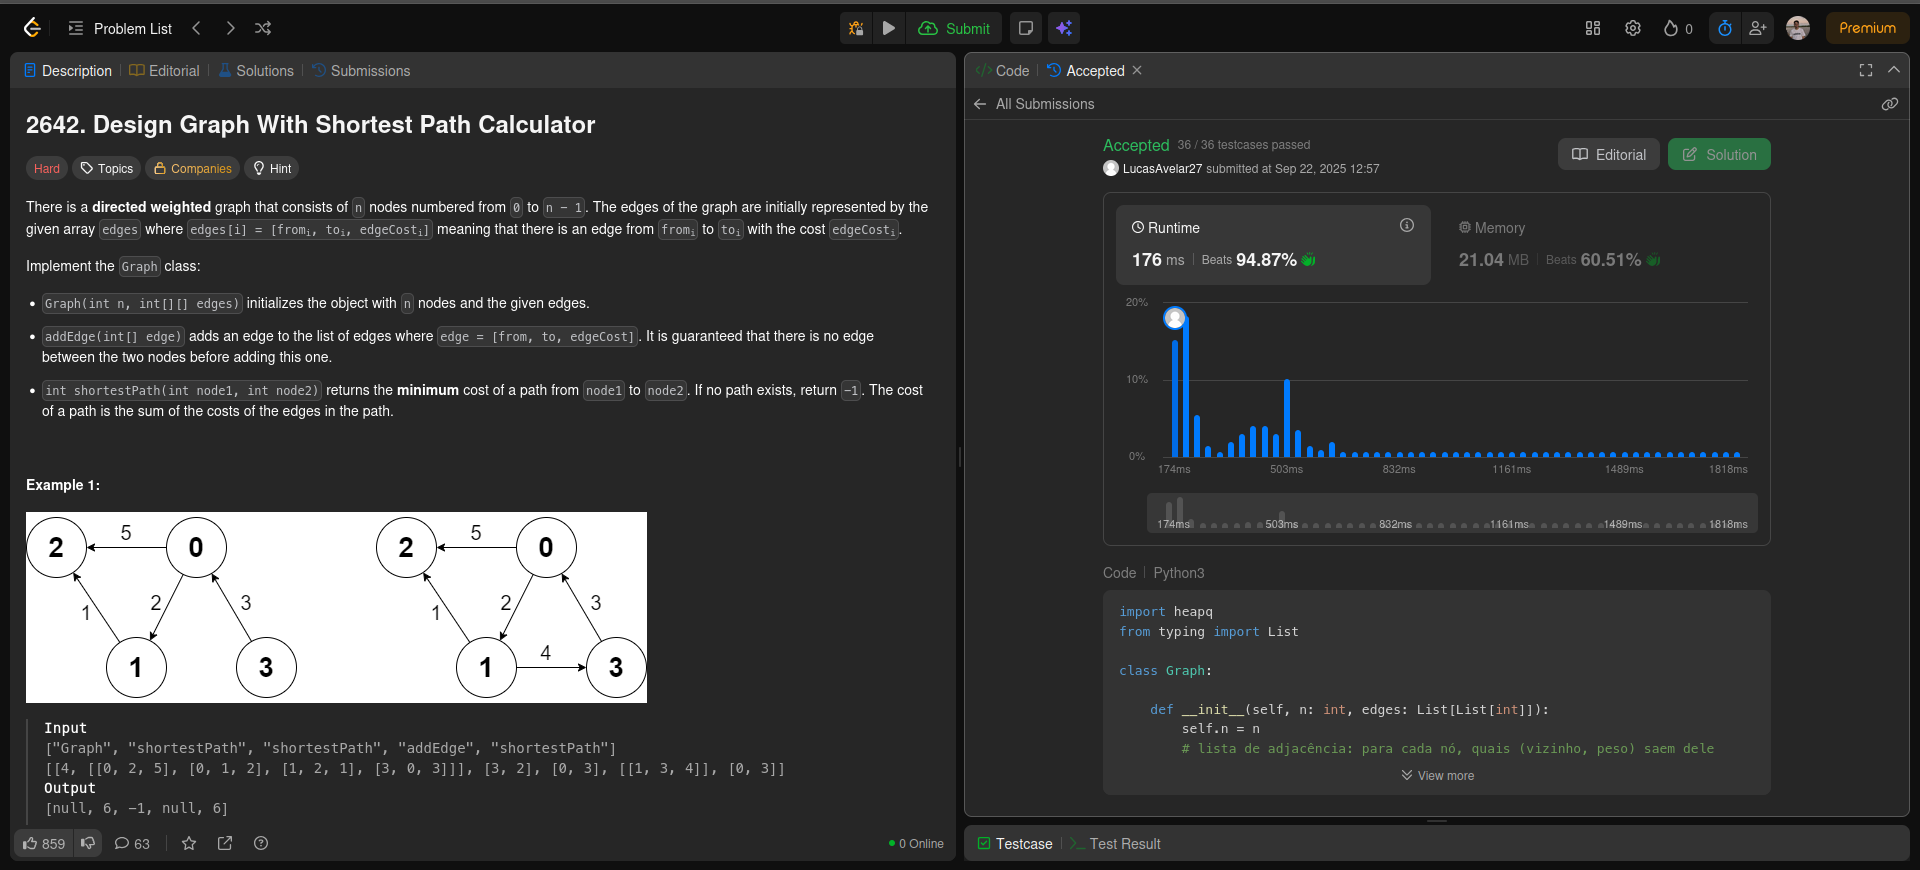 Problem List
Submit
0
Premium
Description
Editorial
Solutions
Submissions
2642. Design Graph With Shortest Path Calculator
Hard
Topics
Companies
Hint
There is a directed weighted graph that consists of n nodes numbered from 0 to n - 1. The edges of the graph are initially represented by the
given array edges where edges[i] = [fromi, toi, edgeCosti] meaning that there is an edge from fromi to toi with the cost edgeCosti.
Implement the Graph class:
• Graph(int n, int[][] edges) initializes the object with n nodes and the given edges.
• addEdge(int[] edge) adds an edge to the list of edges where edge = [from, to, edgeCost]. It is guaranteed that there is no edge
between the two nodes before adding this one.
• int shortestPath(int node1, int node2) returns the minimum cost of a path from node1 to node2. If no path exists, return -1. The cost
of a path is the sum of the costs of the edges in the path.
Example 1:
2 5 0
1 2 3
1 3
2 5 0
1 2 3
1 4 3
Input
["Graph", "shortestPath", "shortestPath", "addEdge", "shortestPath"]
[[4, [[0, 2, 5], [0, 1, 2], [1, 2, 1], [3, 0, 3]]], [3, 2], [0, 3], [[1, 3, 4]], [0, 3]]
Output
[null, 6, -1, null, 6]
859
63
0 Online
Code
Accepted
All Submissions
Accepted 36 / 36 testcases passed
LucasAvelar27 submitted at Sep 22, 2025 12:57
Editorial
Solution
Runtime
176 ms Beats 94.87%
Memory
21.04 MB Beats 60.51%
20%
10%
0%
174ms 503ms 832ms 1161ms 1489ms 1818ms
174ms 503ms 832ms 1161ms 1489ms 1818ms
Code
Python3
import heapq
from typing import List
class Graph:
def __init__(self, n: int, edges: List[List[int]]):
self.n = n
# lista de adjacência: para cada nó, quais (vizinho, peso) saem dele
View more
Testcase
Test Result